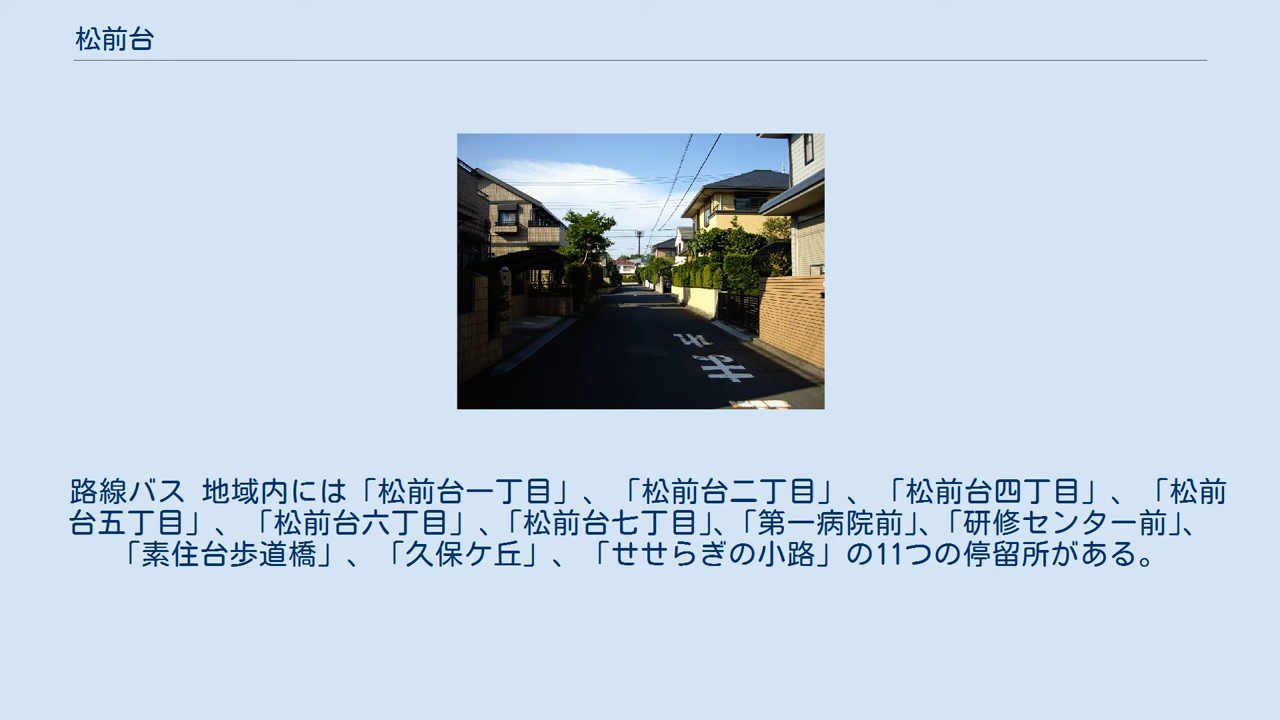 松前台
路線バス 地域内には「松前台一丁目」、「松前台二丁目」、「松前台四丁目」、「松前
台五丁目」、「松前台六丁目」、「松前台七丁目」、「第一病院前」、「研修センター前」、
「素住台歩道橋」、「久保ケ丘」、「せせらぎの小路」の11つの停留所がある。